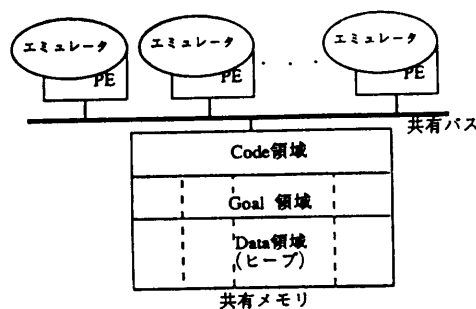 エミュレータ
PE
エミュレータ
PE
. . .
エミュレータ
PE
共有バス
Code領域
Goal 領域
Data領域
(ヒープ)
共有メモリ